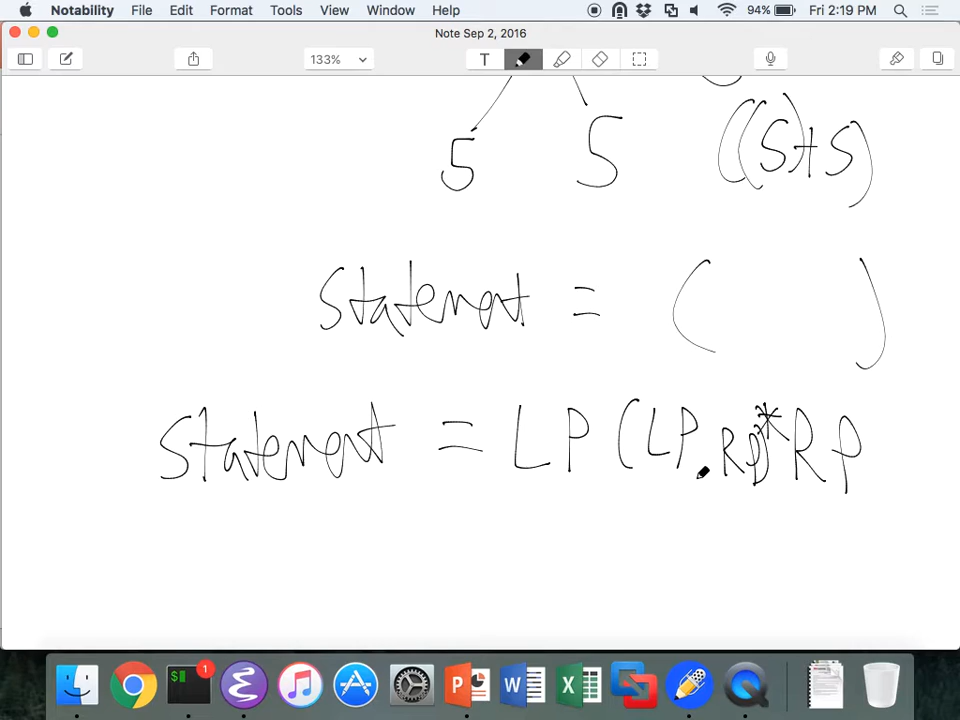 Notability File Edit Format Tools View Window Help 94% Fri 2:19 PM
Note Sep 2, 2016
133% T
5 5 ((5)+5)
Statement = ( )
Statement = LP (LP.RP)* RP
$ 1 P W X